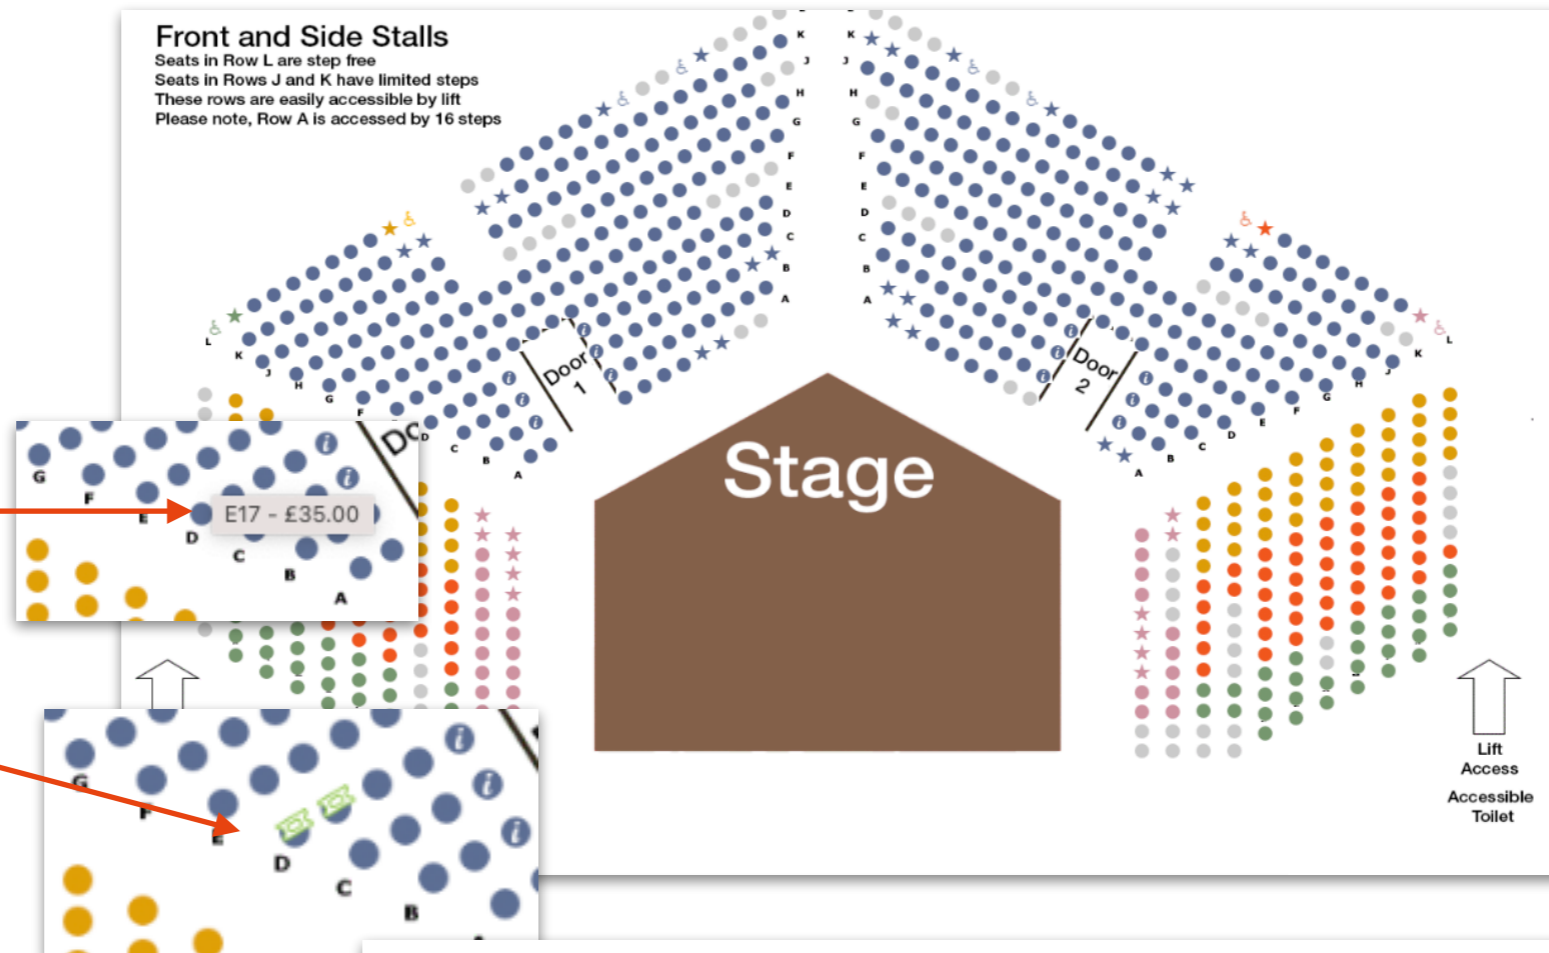 Front and Side Stalls
Seats in Row L are step free
Seats in Rows J and K have limited steps
These rows are easily accessible by lift
Please note, Row A is accessed by 16 steps
K
J
H
G
F
E
D
C
B
A
K
J
H
G
F
E
D
C
B
A
L
K
J
H
G
F
D
C
B
A
Door
1
Door
2
L
K
J
H
G
F
E
D
C
B
A
Stage
G
F
E
D
C
B
A
E17 - £35.00
G
F
E
D
C
B
Lift
Access
Accessible
Toilet